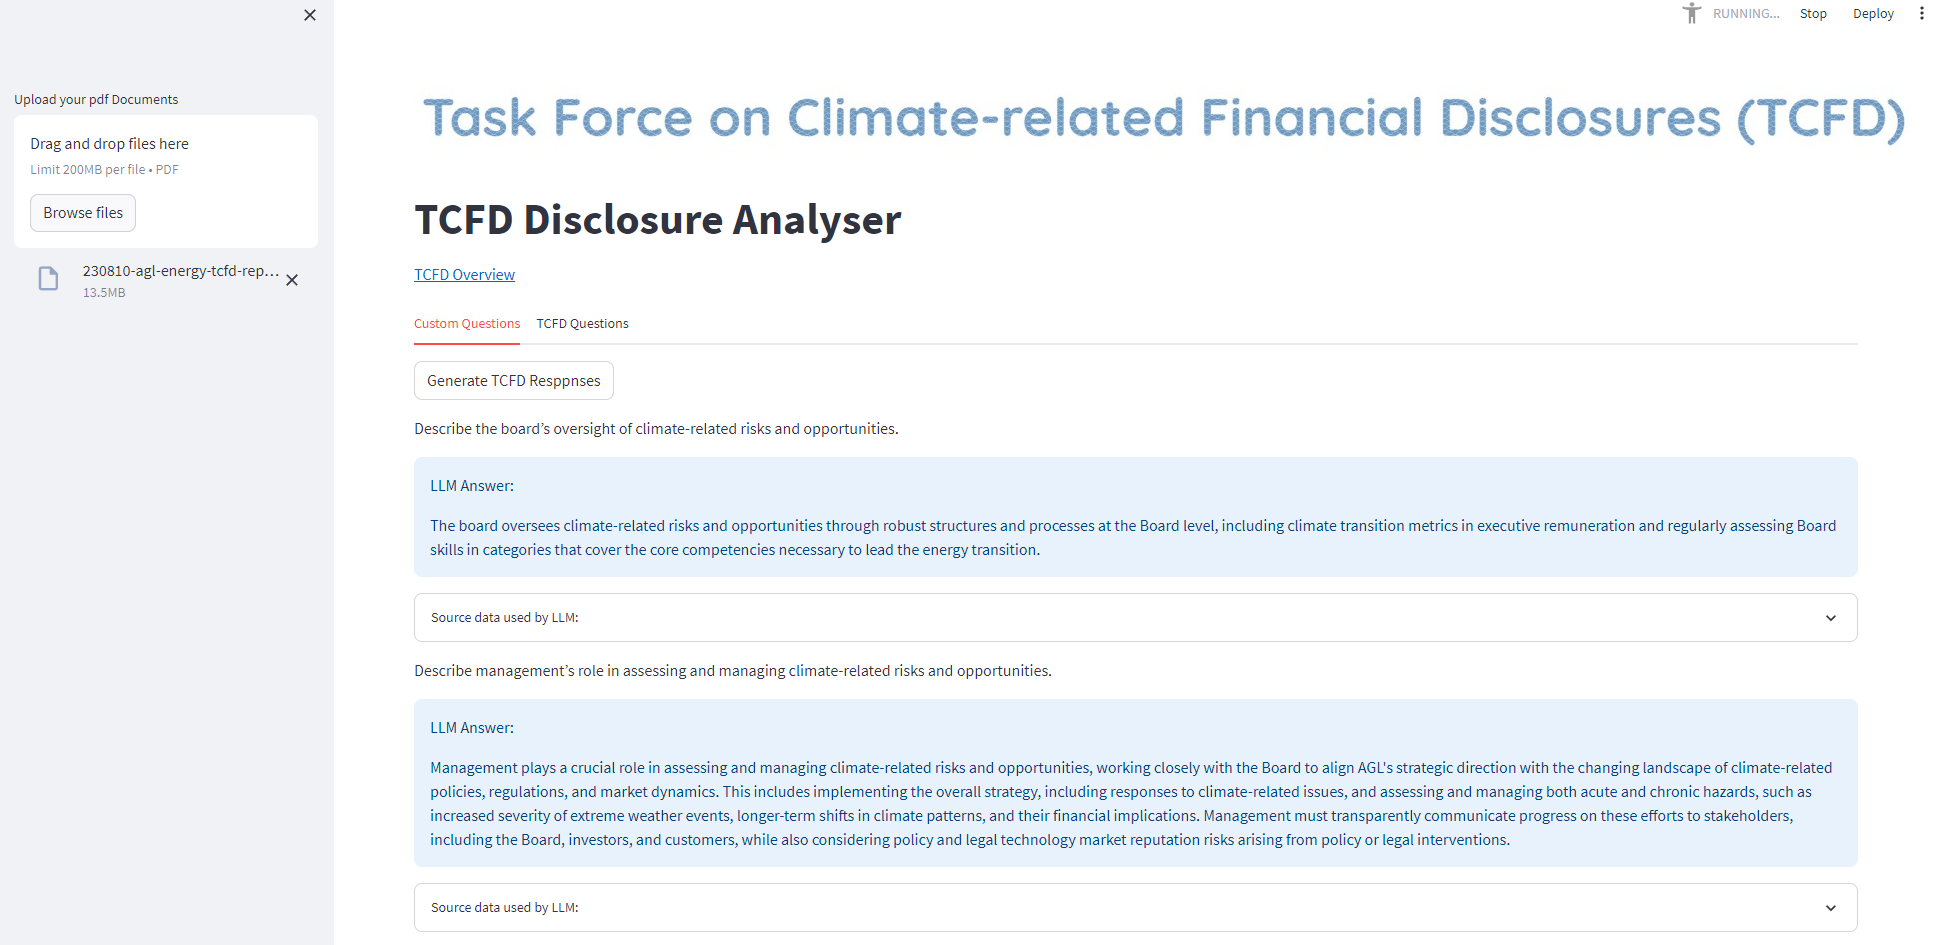 RUNNING...
Stop
Deploy
Upload your pdf Documents
Drag and drop files here
Limit 200MB per file • PDF
Browse files
230810-agl-energy-tcfd-rep...
13.5MB
Task Force on Climate-related Financial Disclosures (TCFD)
TCFD Disclosure Analyser
TCFD Overview
Custom Questions
TCFD Questions
Generate TCFD Resppnses
Describe the board’s oversight of climate-related risks and opportunities.
LLM Answer:
The board oversees climate-related risks and opportunities through robust structures and processes at the Board level, including climate transition metrics in executive remuneration and regularly assessing Board
skills in categories that cover the core competencies necessary to lead the energy transition.
Source data used by LLM:
Describe management’s role in assessing and managing climate-related risks and opportunities.
LLM Answer:
Management plays a crucial role in assessing and managing climate-related risks and opportunities, working closely with the Board to align AGL's strategic direction with the changing landscape of climate-related
policies, regulations, and market dynamics. This includes implementing the overall strategy, including responses to climate-related issues, and assessing and managing both acute and chronic hazards, such as
increased severity of extreme weather events, longer-term shifts in climate patterns, and their financial implications. Management must transparently communicate progress on these efforts to stakeholders,
including the Board, investors, and customers, while also considering policy and legal technology market reputation risks arising from policy or legal interventions.
Source data used by LLM: